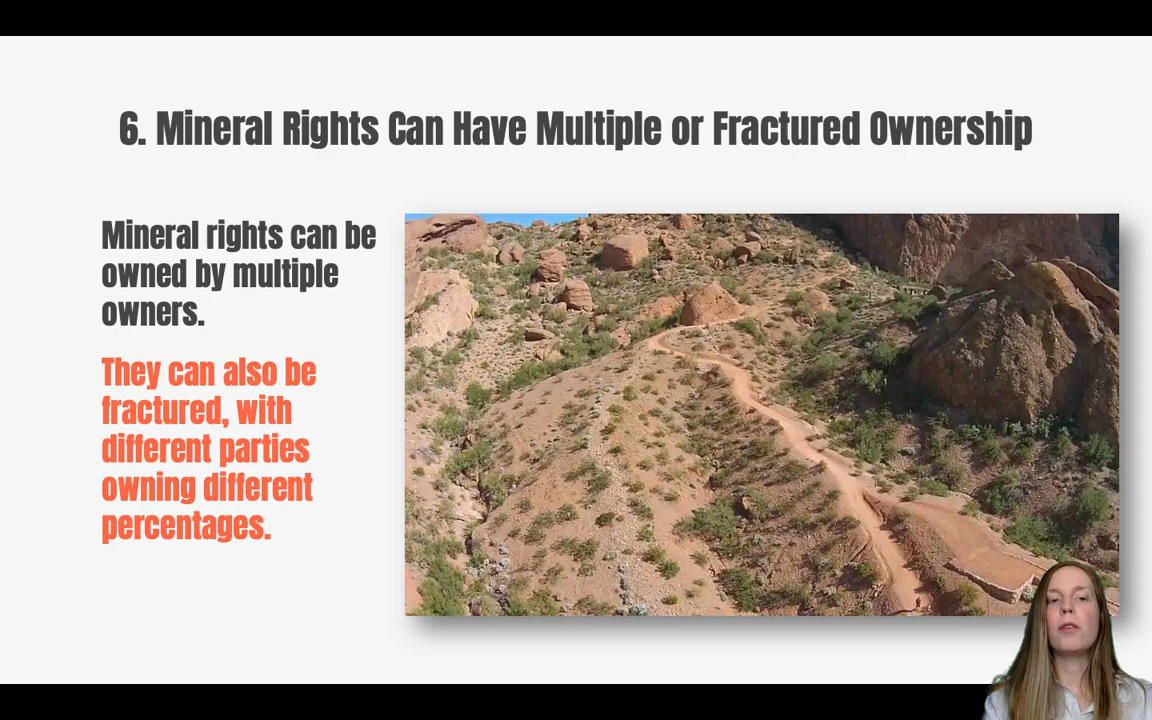 6. Mineral Rights Can Have Multiple or Fractured Ownership
Mineral rights can be
owned by multiple
owners.
They can also be
fractured, with
different parties
owning different
percentages.